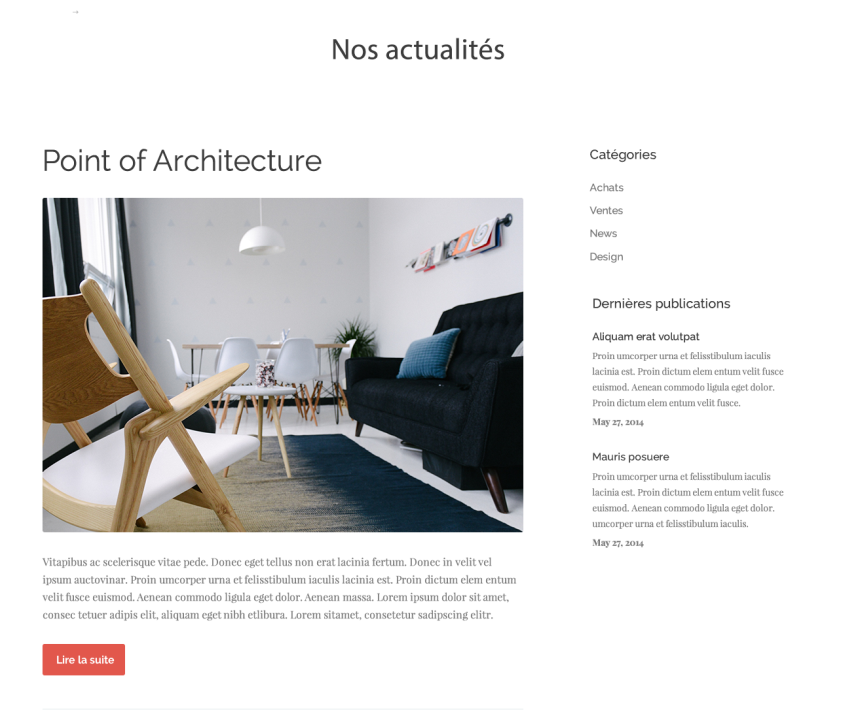 Nos actualités
Point of Architecture
Vitapibus ac scelerisque vitae pede. Donec eget tellus non erat lacinia fertum. Donec in velit vel
ipsum auctovinar. Proin umcorper urna et felisstibulum iaculis lacinia est. Proin dictum elem entum
velit fusce euismod. Aenean commodo ligula eget dolor. Aenean massa. Lorem ipsum dolor sit amet,
consec tetuer adipis elit, aliquam eget nibh etlibura. Lorem sitamet, consetetur sadipscing elitr.
Lire la suite
Catégories
Achats
Ventes
News
Design
Dernières publications
Aliquam erat volutpat
Proin umcorper urna et felisstibulum iaculis
lacinia est. Proin dictum elem entum velit fusce
euismod. Aenean commodo ligula eget dolor.
Proin dictum elem entum velit fusce.
May 27, 2014
Mauris posuere
Proin umcorper urna et felisstibulum iaculis
lacinia est. Proin dictum elem entum velit fusce
euismod. Aenean commodo ligula eget dolor.
umcorper urna et felisstibulum iaculis.
May 27, 2014